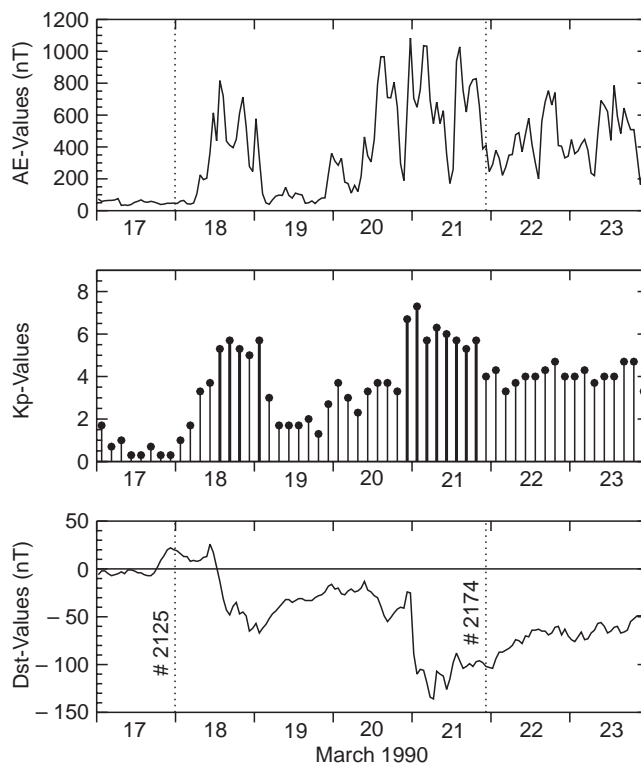 1200
1000
800
600
400
200
0
AE-Values (nT)
17 18 19 20 21 22 23
8
6
4
2
0
Kp-Values
17 18 19 20 21 22 23
50
0
– 50
– 100
– 150
Dst-Values (nT)
# 2125
# 2174
17 18 19 20 21 22 23
March 1990